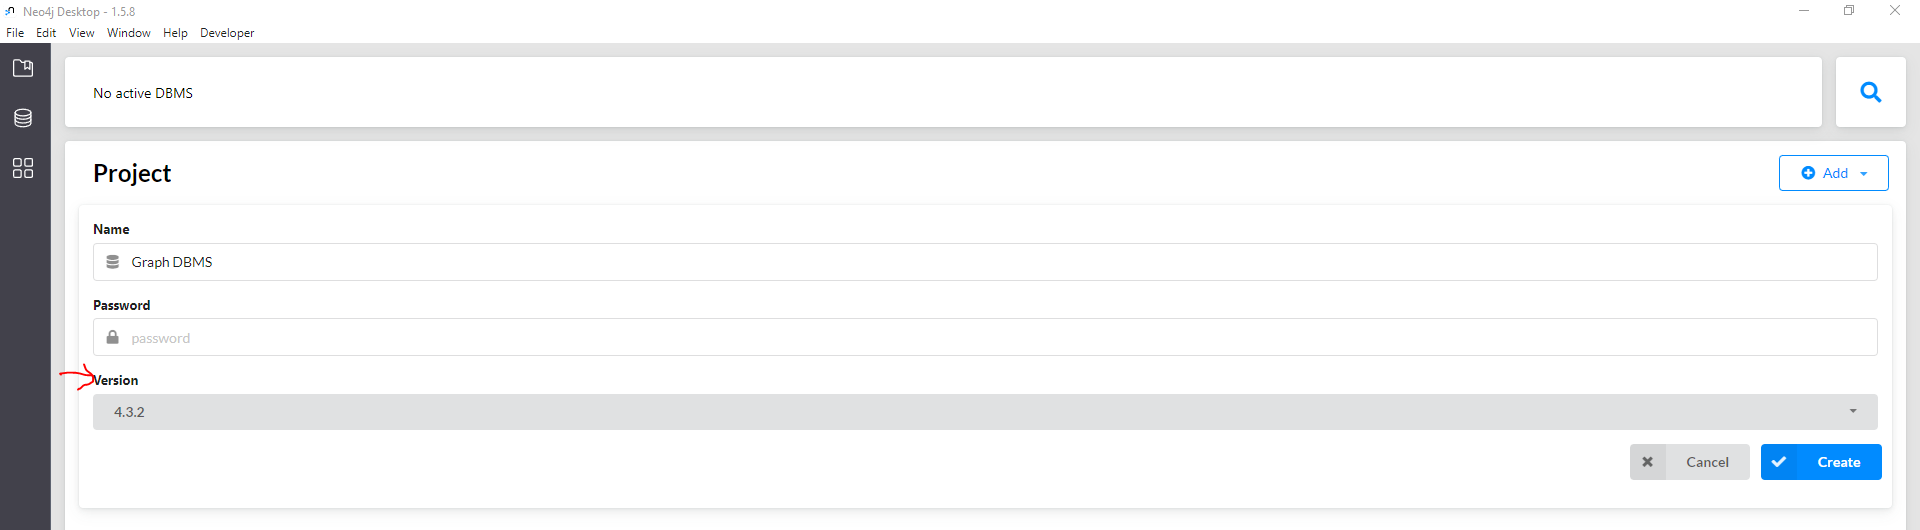 Neo4j Desktop - 1.5.8
File Edit View Window Help Developer
No active DBMS
Project
Add
Name
Graph DBMS
Password
password
Version
4.3.2
Cancel
Create